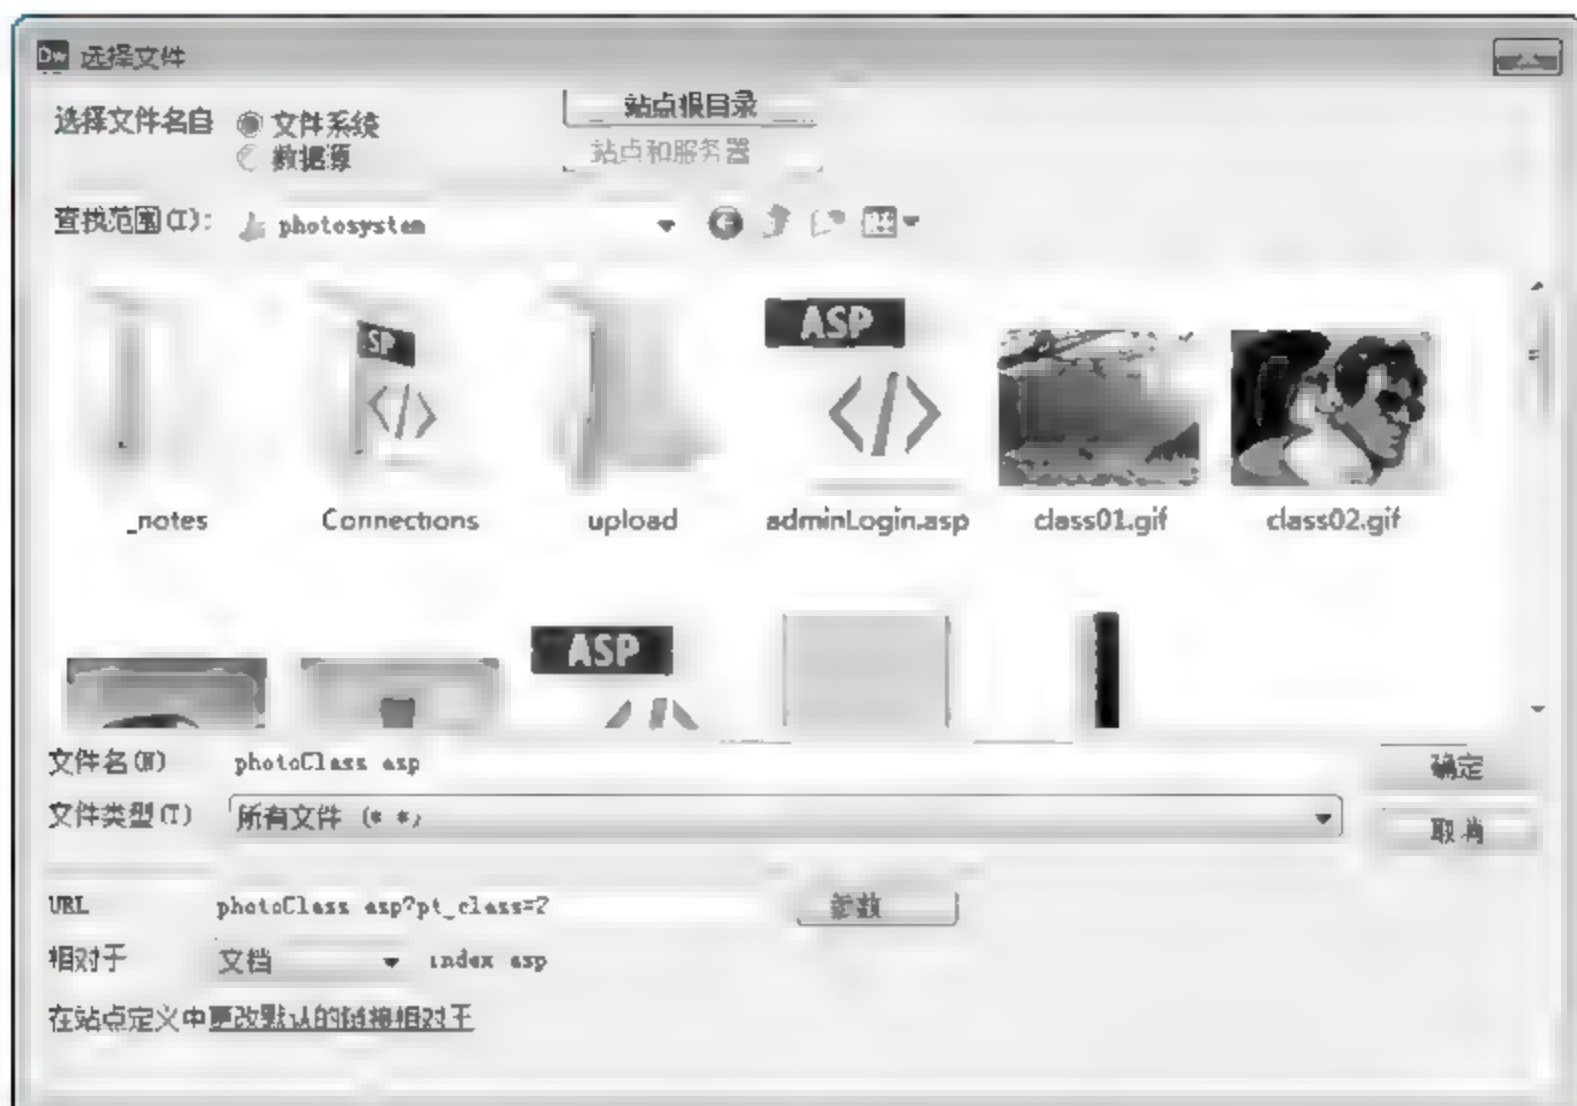 Dw 选择文件
选择文件名自 文件系统 站点根目录
数据源 站点和服务器
查找范围(I): photosystem
ASP
SP
_notes Connections upload adminLogin.asp class01.gif class02.gif
ASP
文件名(N) photoClass asp 确定
文件类型(T) 所有文件 (* *) 取消
URL photoClass asp?pt_class=2 参数
相对于 文档 index asp
在站点定义中更改默认的链接相对于